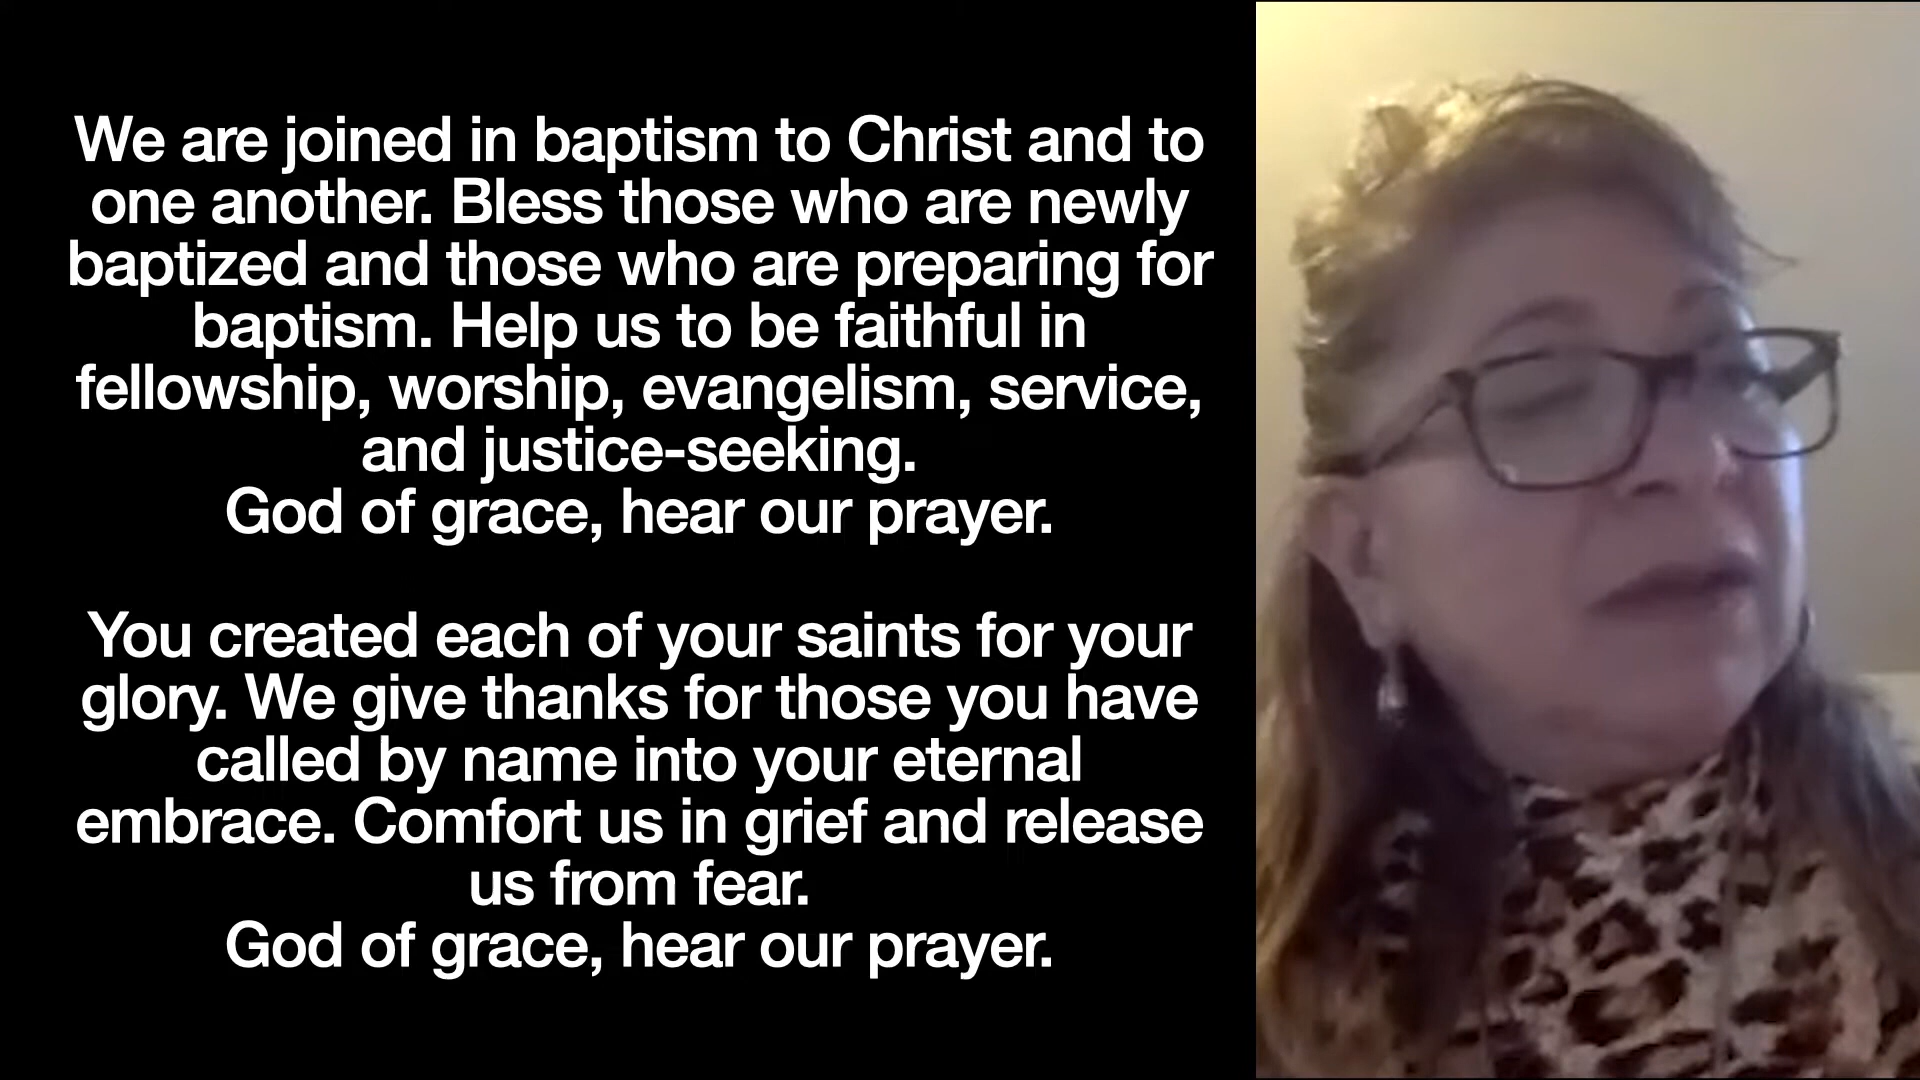 We are joined in baptism to Christ and to
one another. Bless those who are newly
baptized and those who are preparing for
baptism. Help us to be faithful in
fellowship, worship, evangelism, service,
and justice-seeking.
God of grace, hear our prayer.
You created each of your saints for your
glory. We give thanks for those you have
called by name into your eternal
embrace. Comfort us in grief and release
us from fear.
God of grace, hear our prayer.